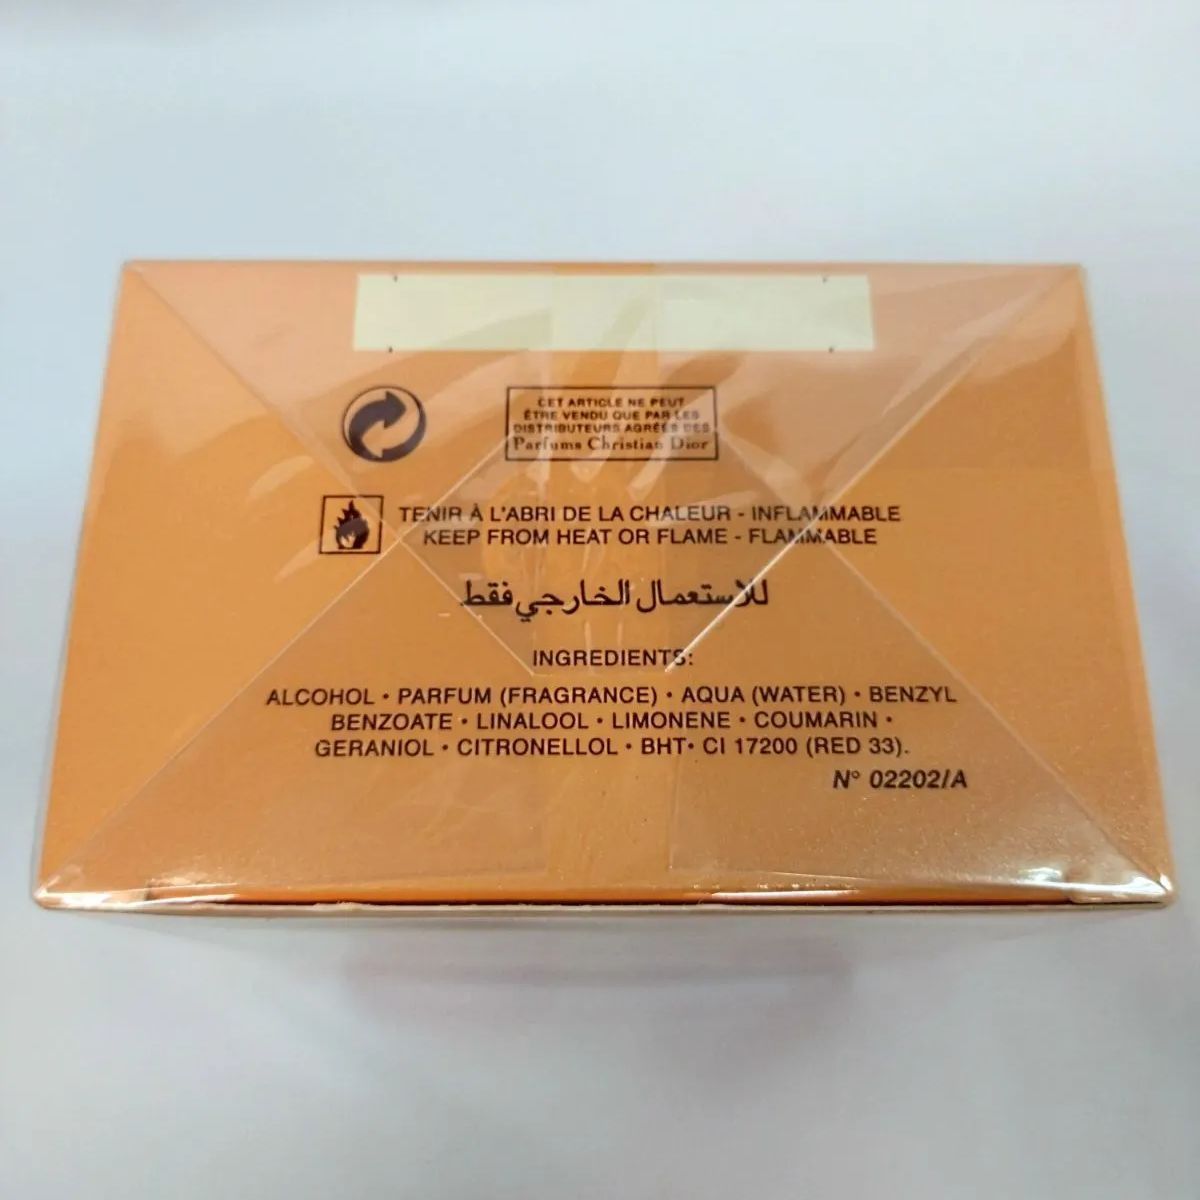 CET ARTICLE NE PEUT
ÊTRE VENDU QUE PAR LES
DISTRIBUTEURS AGRÉÉS DES
Parfums Christian Dior
TENIR À L'ABRI DE LA CHALEUR - INFLAMMABLE
KEEP FROM HEAT OR FLAME - FLAMMABLE
للاستعمال الخارجي فقط
INGREDIENTS:
ALCOHOL • PARFUM (FRAGRANCE) • AQUA (WATER) • BENZYL
BENZOATE • LINALOOL • LIMONENE • COUMARIN •
GERANIOL • CITRONELLOL • BHT• CI 17200 (RED 33).
N° 02202/A